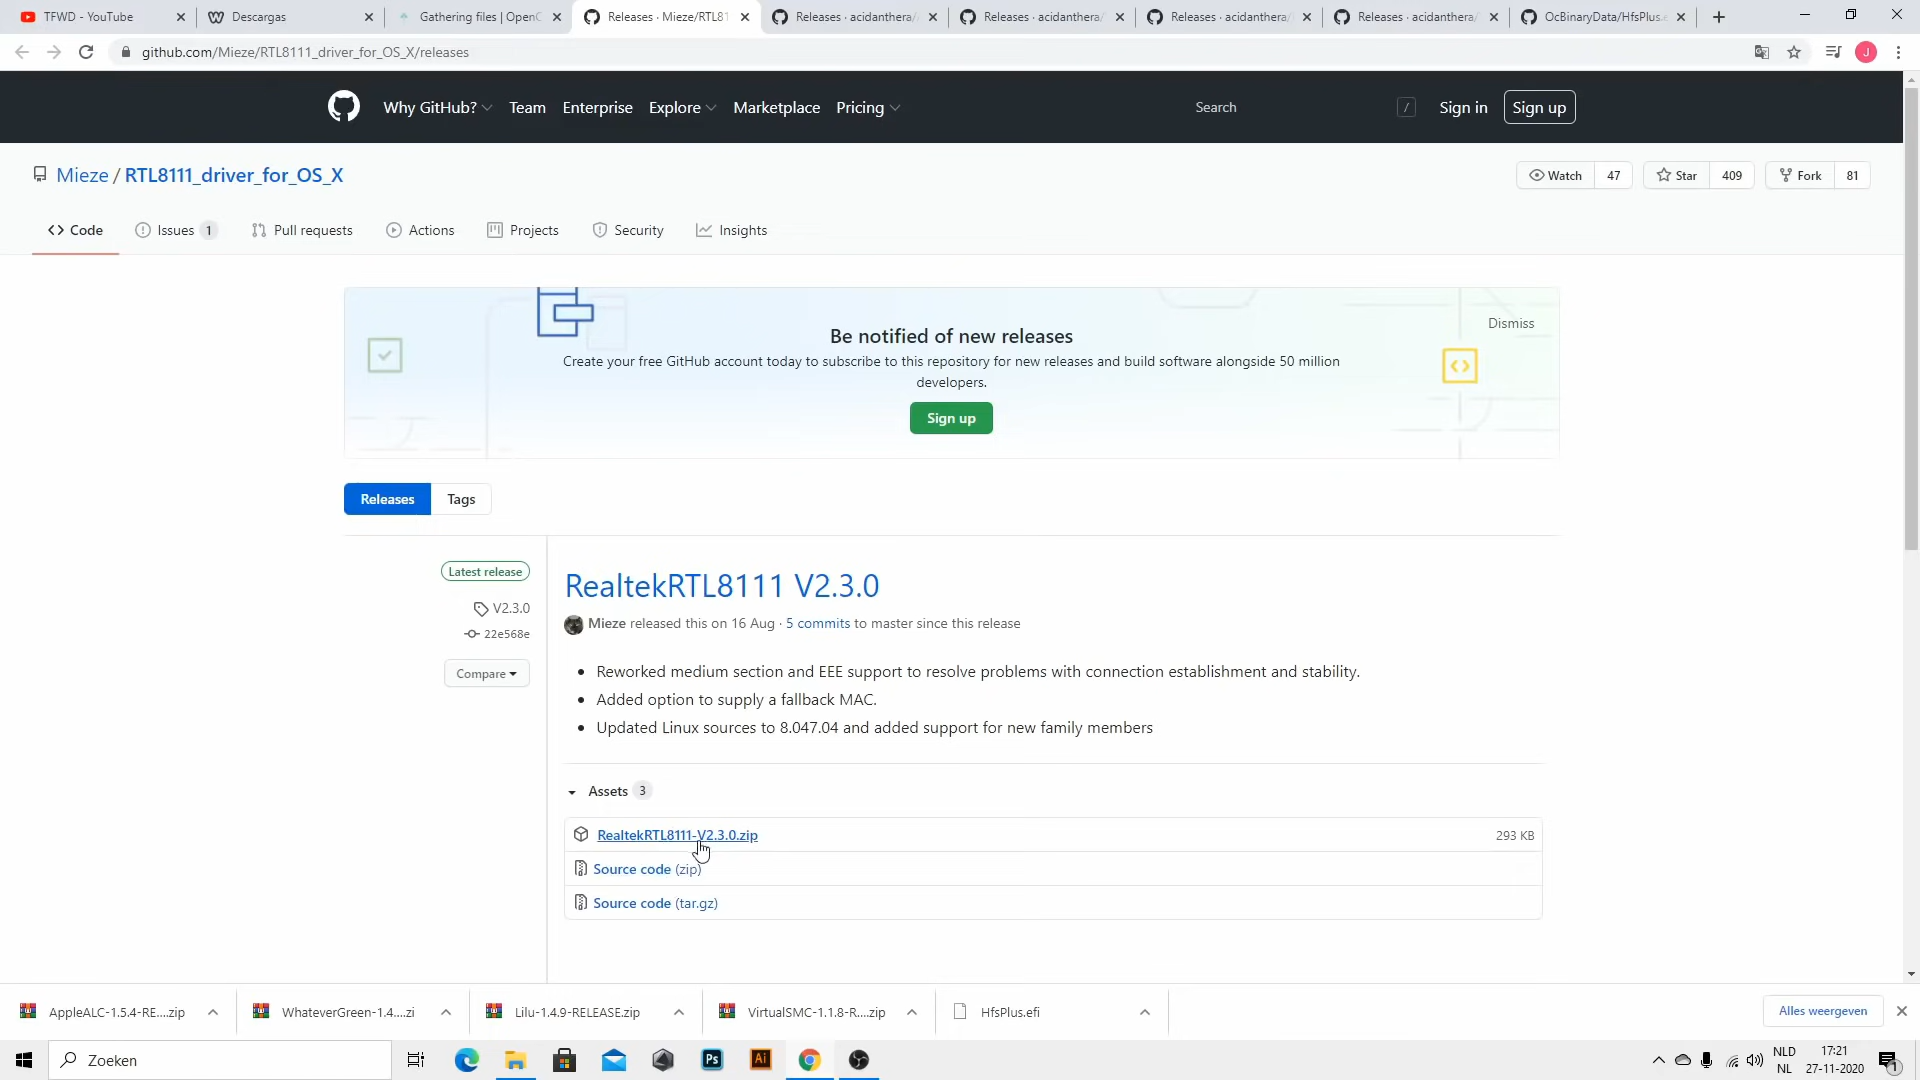 TFWD - YouTube
Descargas
Gathering files | OpenC
Releases · Mieze/RTL81
Releases · acidanthera/
Releases · acidanthera/
Releases · acidanthera/
Releases · acidanthera/
OcBinaryData/HfsPlus.e
github.com/Mieze/RTL8111_driver_for_OS_X/releases
J
Why GitHub? Team Enterprise Explore Marketplace Pricing
Search
/
Sign in
Sign up
Mieze / RTL8111_driver_for_OS_X
Watch 47
Star 409
Fork 81
Code
Issues 1
Pull requests
Actions
Projects
Security
Insights
Be notified of new releases
Dismiss
Create your free GitHub account today to subscribe to this repository for new releases and build software alongside 50 million
developers.
Sign up
Releases
Tags
Latest release
V2.3.0
22e568e
Compare
RealtekRTL8111 V2.3.0
Mieze released this on 16 Aug · 5 commits to master since this release
• Reworked medium section and EEE support to resolve problems with connection establishment and stability.
• Added option to supply a fallback MAC.
• Updated Linux sources to 8.047.04 and added support for new family members
Assets 3
RealtekRTL8111-V2.3.0.zip
293 KB
Source code (zip)
Source code (tar.gz)
AppleALC-1.5.4-RE....zip
WhateverGreen-1.4....zi
Lilu-1.4.9-RELEASE.zip
VirtualSMC-1.1.8-R....zip
HfsPlus.efi
Alles weergeven
Zoeken
Ps
Ai
NLD
NL
17:21
27-11-2020
1